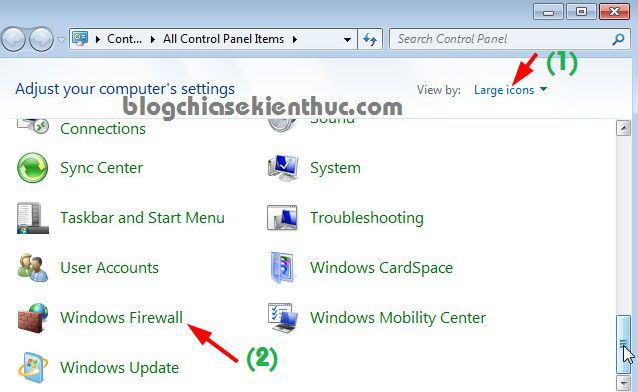 Cont... All Control Panel Items Search Control Panel
(1)
Adjust your computer's settings View by: Large icons
blogchiasekienthuc.com
Connections Sound
Sync Center System
Taskbar and Start Menu Troubleshooting
User Accounts Windows CardSpace
Windows Firewall Windows Mobility Center
(2)
Windows Update